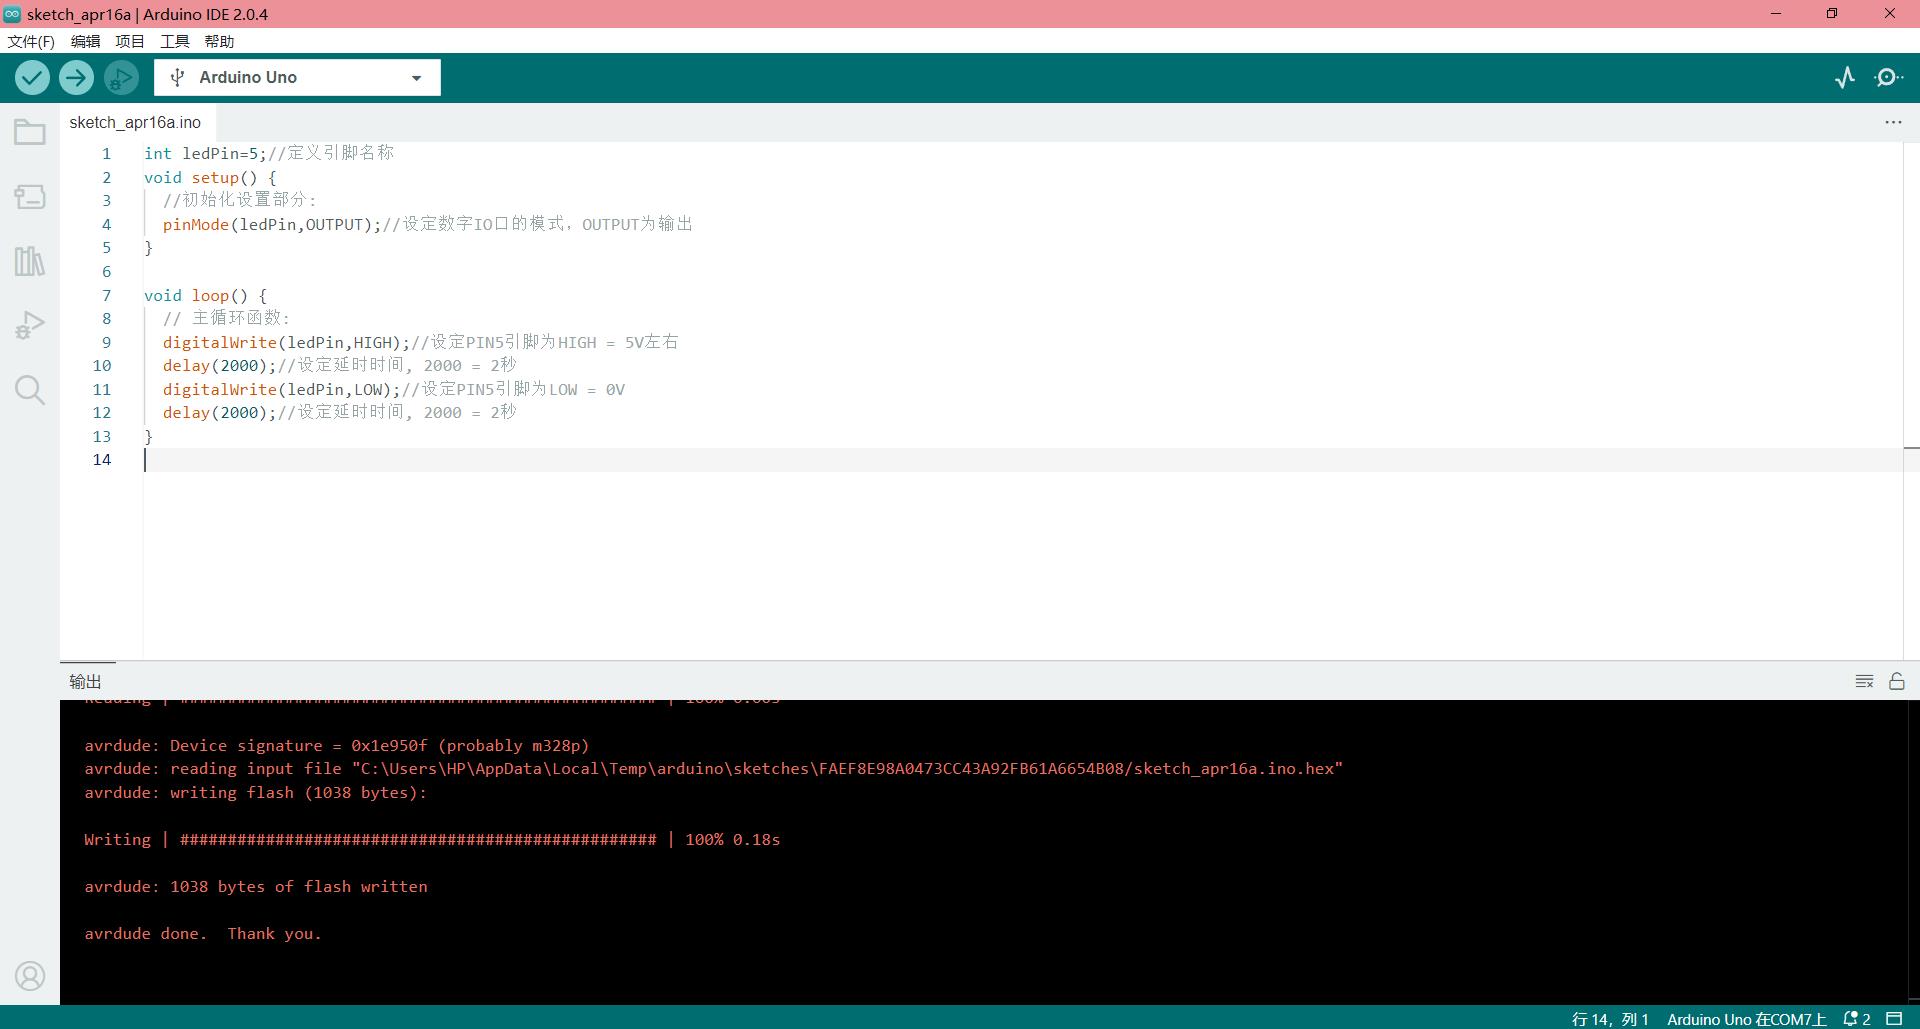 sketch_apr16a | Arduino IDE 2.0.4
文件(F) 编辑 项目 工具 帮助
Arduino Uno
sketch_apr16a.ino
1 int ledPin=5;//定义引脚名称
2 void setup() {
3 //初始化设置部分:
4 pinMode(ledPin,OUTPUT);//设定数字IO口的模式，OUTPUT为输出
5 }
6
7 void loop() {
8 // 主循环函数:
9 digitalWrite(ledPin,HIGH);//设定PIN5引脚为HIGH = 5V左右
10 delay(2000);//设定延时时间, 2000 = 2秒
11 digitalWrite(ledPin,LOW);//设定PIN5引脚为LOW = 0V
12 delay(2000);//设定延时时间, 2000 = 2秒
13 }
14
输出
Reading | ################################################## | 100% 0.00s
avrdude: Device signature = 0x1e950f (probably m328p)
avrdude: reading input file "C:\Users\HP\AppData\Local\Temp\arduino\sketches\FAEF8E98A0473CC43A92FB61A6654B08/sketch_apr16a.ino.hex"
avrdude: writing flash (1038 bytes):
Writing | ################################################## | 100% 0.18s
avrdude: 1038 bytes of flash written
avrdude done.  Thank you.
行 14，列 1 Arduino Uno 在COM7上 2